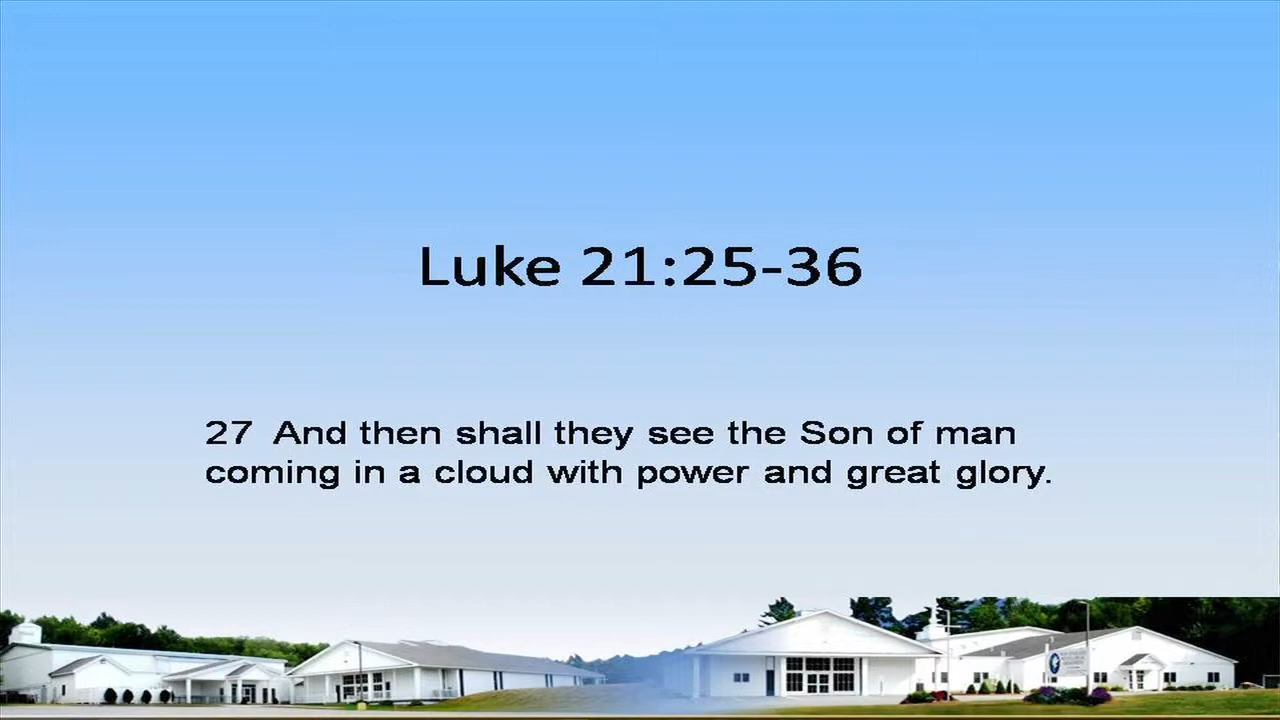 Luke 21:25-36
27 And then shall they see the Son of man
coming in a cloud with power and great glory.